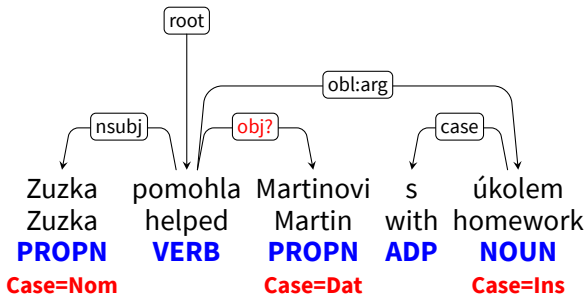 root
obl:arg
nsubj obj? case
Zuzka pomohla Martinovi s úkolem
Zuzka helped Martin with homework
PROPN VERB PROPN ADP NOUN
Case=Nom Case=Dat Case=Ins